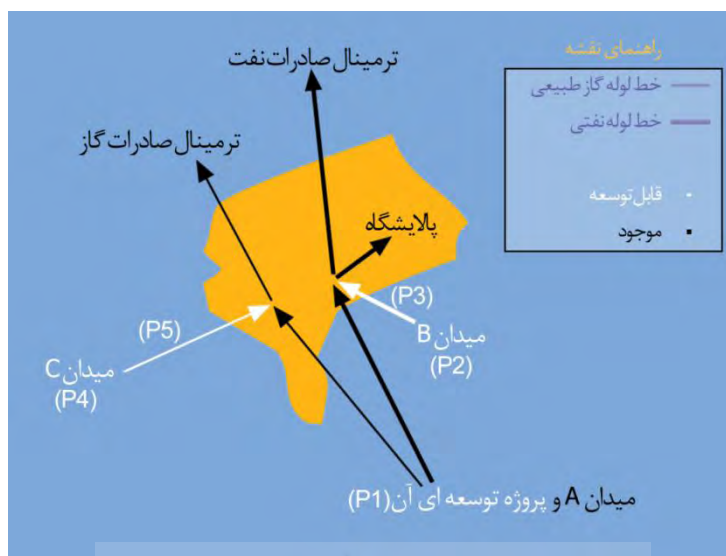 راهنمای نقشه
خط لوله گاز طبیعی
خط لوله نفتی
قابل توسعه
موجود
ترمینال صادرات نفت
ترمینال صادرات گاز
پالایشگاه
(P3)
میدان B
(P2)
(P5)
میدان C
(P4)
میدان A و پروژه توسعه ای آن (P1)